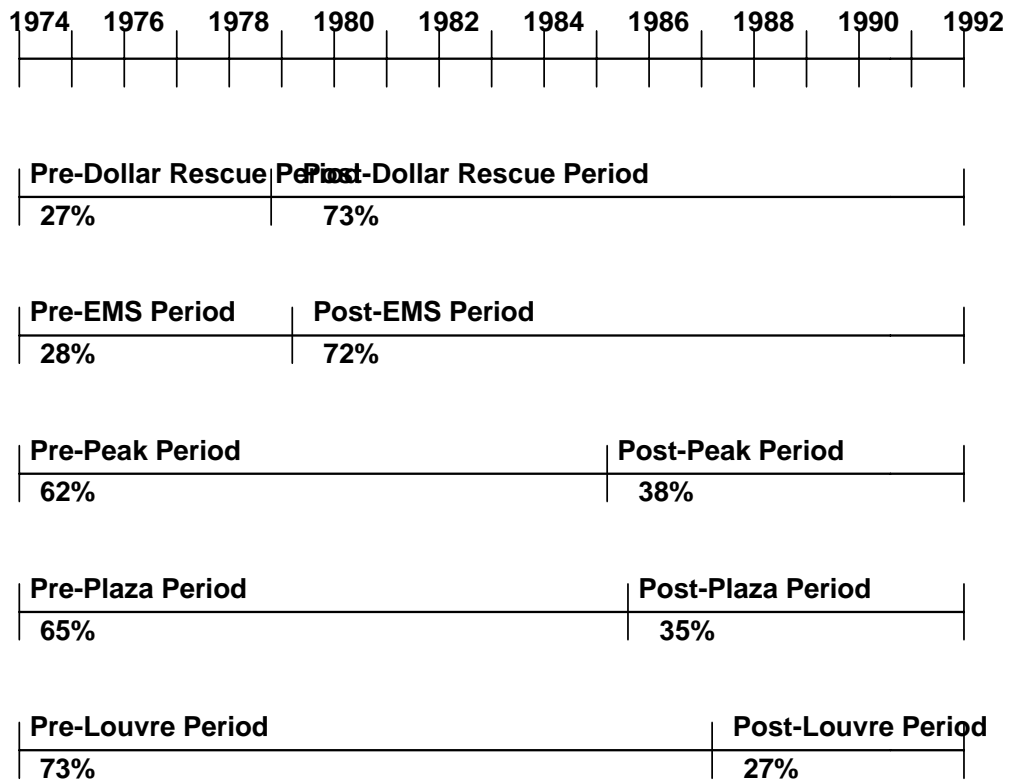 1974 1976 1978 1980 1982 1984 1986 1988 1990 1992
Pre-Dollar Rescue Period Post-Dollar Rescue Period
27% 73%
Pre-EMS Period Post-EMS Period
28% 72%
Pre-Peak Period Post-Peak Period
62% 38%
Pre-Plaza Period Post-Plaza Period
65% 35%
Pre-Louvre Period Post-Louvre Period
73% 27%